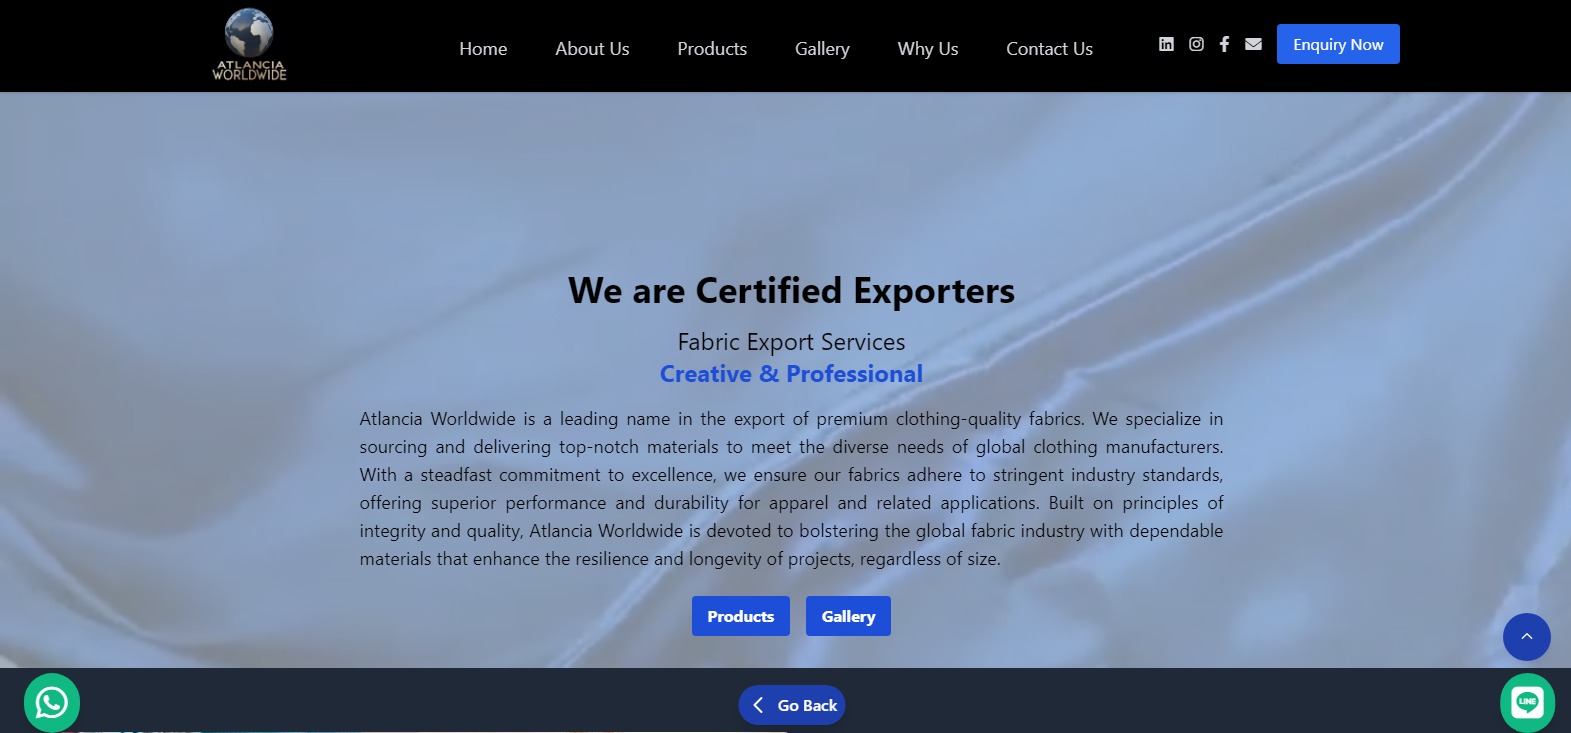 ATLANCIA
WORLDWIDE
Home
About Us
Products
Gallery
Why Us
Contact Us
Enquiry Now
We are Certified Exporters
Fabric Export Services
Creative & Professional
Atlancia Worldwide is a leading name in the export of premium clothing-quality fabrics. We specialize in
sourcing and delivering top-notch materials to meet the diverse needs of global clothing manufacturers.
With a steadfast commitment to excellence, we ensure our fabrics adhere to stringent industry standards,
offering superior performance and durability for apparel and related applications. Built on principles of
integrity and quality, Atlancia Worldwide is devoted to bolstering the global fabric industry with dependable
materials that enhance the resilience and longevity of projects, regardless of size.
Products
Gallery
Go Back
LINE